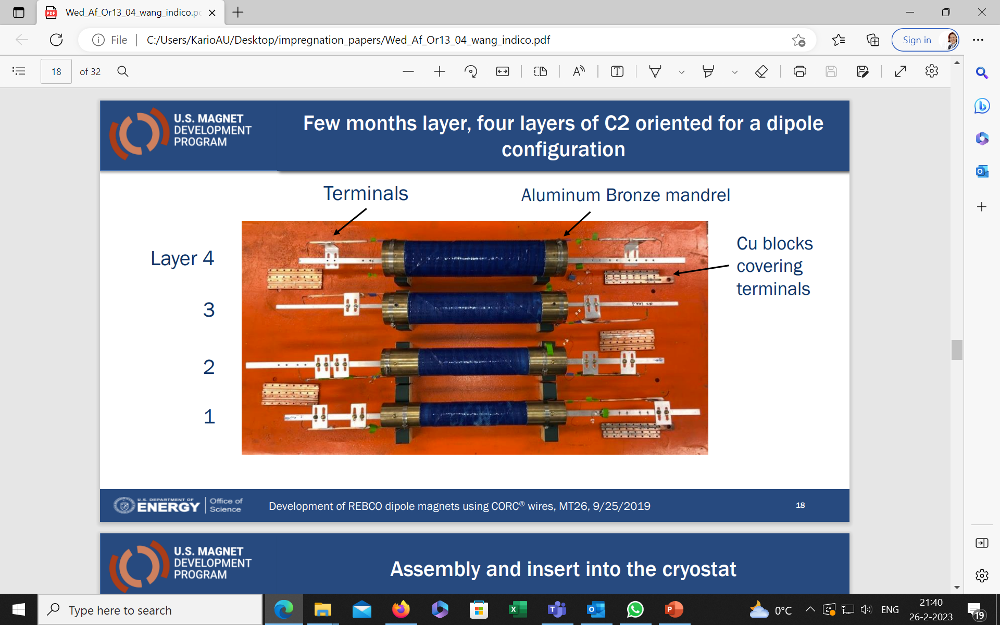 Wed_Af_Or13_04_wang_indico.p
File
C:/Users/KarioAU/Desktop/impregnation_papers/Wed_Af_Or13_04_wang_indico.pdf
Sign in
18
of 32
U.S. MAGNET
DEVELOPMENT
PROGRAM
Few months layer, four layers of C2 oriented for a dipole
configuration
Terminals
Aluminum Bronze mandrel
Cu blocks
covering
terminals
Layer 4
3
2
1
U.S. DEPARTMENT OF
ENERGY
Office of
Science
Development of REBCO dipole magnets using CORC® wires, MT26, 9/25/2019
18
U.S. MAGNET
DEVELOPMENT
PROGRAM
Assembly and insert into the cryostat
Type here to search
0°C
ENG
21:40
26-2-2023
19